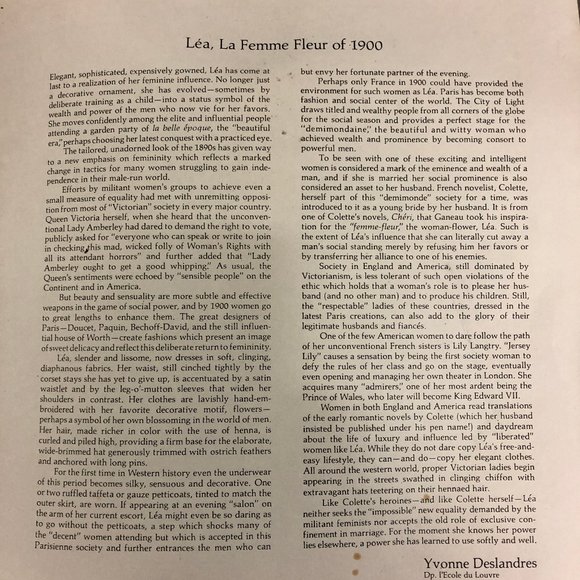 Léa, La Femme Fleur of 1900
Elegant, sophisticated, expensively gowned, Léa has come at
last to a realization of her feminine influence. No longer just
a decorative ornament, she has evolved—sometimes by
deliberate training as a child—into a status symbol of the
wealth and power of the men who now vie for her favors.
She moves confidently among the elite and influential people
attending a garden party of la belle époque, the "beautiful
era," perhaps choosing her latest conquest with a practiced eye.
The tailored, unadorned look of the 1890s has given way
to a new emphasis on femininity which reflects a marked
change in tactics for many women struggling to gain inde-
pendence in their male-run world.
Efforts by militant women's groups to achieve even a
small measure of equality had met with unremitting opposi-
tion from most of "Victorian" society in every major country.
Queen Victoria herself, when she heard that the unconven-
tional Lady Amberley had dared to demand the right to vote,
publicly asked for "everyone who can speak or write to join
in checking this mad, wicked folly of Woman's Rights with
all its attendant horrors" and further added that "Lady
Amberley ought to get a good whipping." As usual, the
Queen's sentiments were echoed by "sensible people" on the
Continent and in America.
But beauty and sensuality are more subtle and effective
weapons in the game of social power, and by 1900 women go
to great lengths to enhance them. The great designers of
Paris—Doucet, Paquin, Bechoff-David, and the still influen-
tial house of Worth—create fashions which present an image
of sweet delicacy and reflect this deliberate return to femininity.
Léa, slender and lissome, now dresses in soft, clinging,
diaphanous fabrics. Her waist, still cinched tightly by the
corset stays she has yet to give up, is accentuated by a satin
waistlet and by the leg-o'-mutton sleeves that widen her
shoulders in contrast. Her clothes are lavishly hand-em-
broidered with her favorite decorative motif, flowers—
perhaps a symbol of her own blossoming in the world of men.
Her hair, made richer in color with the use of henna, is
curled and piled high, providing a firm base for the elaborate,
wide-brimmed hat generously trimmed with ostrich feathers
and anchored with long pins.
For the first time in Western history even the underwear
of this period becomes silky, sensuous and decorative. One
or two ruffled taffeta or gauze petticoats, tinted to match the
outer skirt, are worn. If appearing at an evening "salon" on
the arm of her current escort, Léa might even be so daring as
to go without the petticoats, a step which shocks many of
the "decent" women attending but which is accepted in this
Parisienne society and further entrances the men who can
but envy her fortunate partner of the evening.
Perhaps only France in 1900 could have provided the
environment for such women as Léa. Paris has become both
fashion and social center of the world. The City of Light
draws titled and wealthy people from all corners of the globe
for the social season and provides a perfect stage for the
"demimondaine," the beautiful and witty woman who
achieved wealth and prominence by becoming consort to
powerful men.
To be seen with one of these exciting and intelligent
women is considered a mark of the eminence and wealth of a
man, and if she is married her social prominence is also
considered an asset to her husband. French novelist, Colette,
herself part of this "demimonde" society for a time, was
introduced to it as a young bride by her husband. It is from
one of Colette's novels, Chéri, that Ganeau took his inspira-
tion for the "femme-fleur," the woman-flower, Léa. Such is
the extent of Léa's influence that she can literally cut away a
man's social standing merely by refusing him her favors or
by transferring her alliance to one of his enemies.
Society in England and America, still dominated by
Victorianism, is less tolerant of such open violations of the
ethic which holds that a woman's role is to please her hus-
band (and no other man) and to produce his children. Still,
the "respectable" ladies of these countries, dressed in the
latest Paris creations, can also add to the glory of their
legitimate husbands and fiancés.
One of the few American women to dare follow the path
of her unconventional French sisters is Lily Langtry. "Jersey
Lily" causes a sensation by being the first society woman to
defy the rules of her class and go on the stage, eventually
even opening and managing her own theater in London. She
acquires many "admirers," one of her most ardent being the
Prince of Wales, who later will become King Edward VII.
Women in both England and America read translations
of the early romantic novels by Colette (which her husband
insisted be published under his pen name!) and daydream
about the life of luxury and influence led by "liberated"
women like Léa. While they do not dare copy Léa's free-and-
easy lifestyle, they can—and do—copy her elegant clothes.
All around the western world, proper Victorian ladies begin
appearing in the streets swathed in clinging chiffon with
extravagant hats teetering on their hennaed hair.
Like Colette's heroines—and like Colette herself—Léa
neither seeks the "impossible" new equality demanded by the
militant feminists nor accepts the old role of exclusive con-
finement in marriage. For the moment she knows her power
lies elsewhere, a power she has learned to use softly and well.
Yvonne Deslandres
Dp. l'Ecole du Louvre